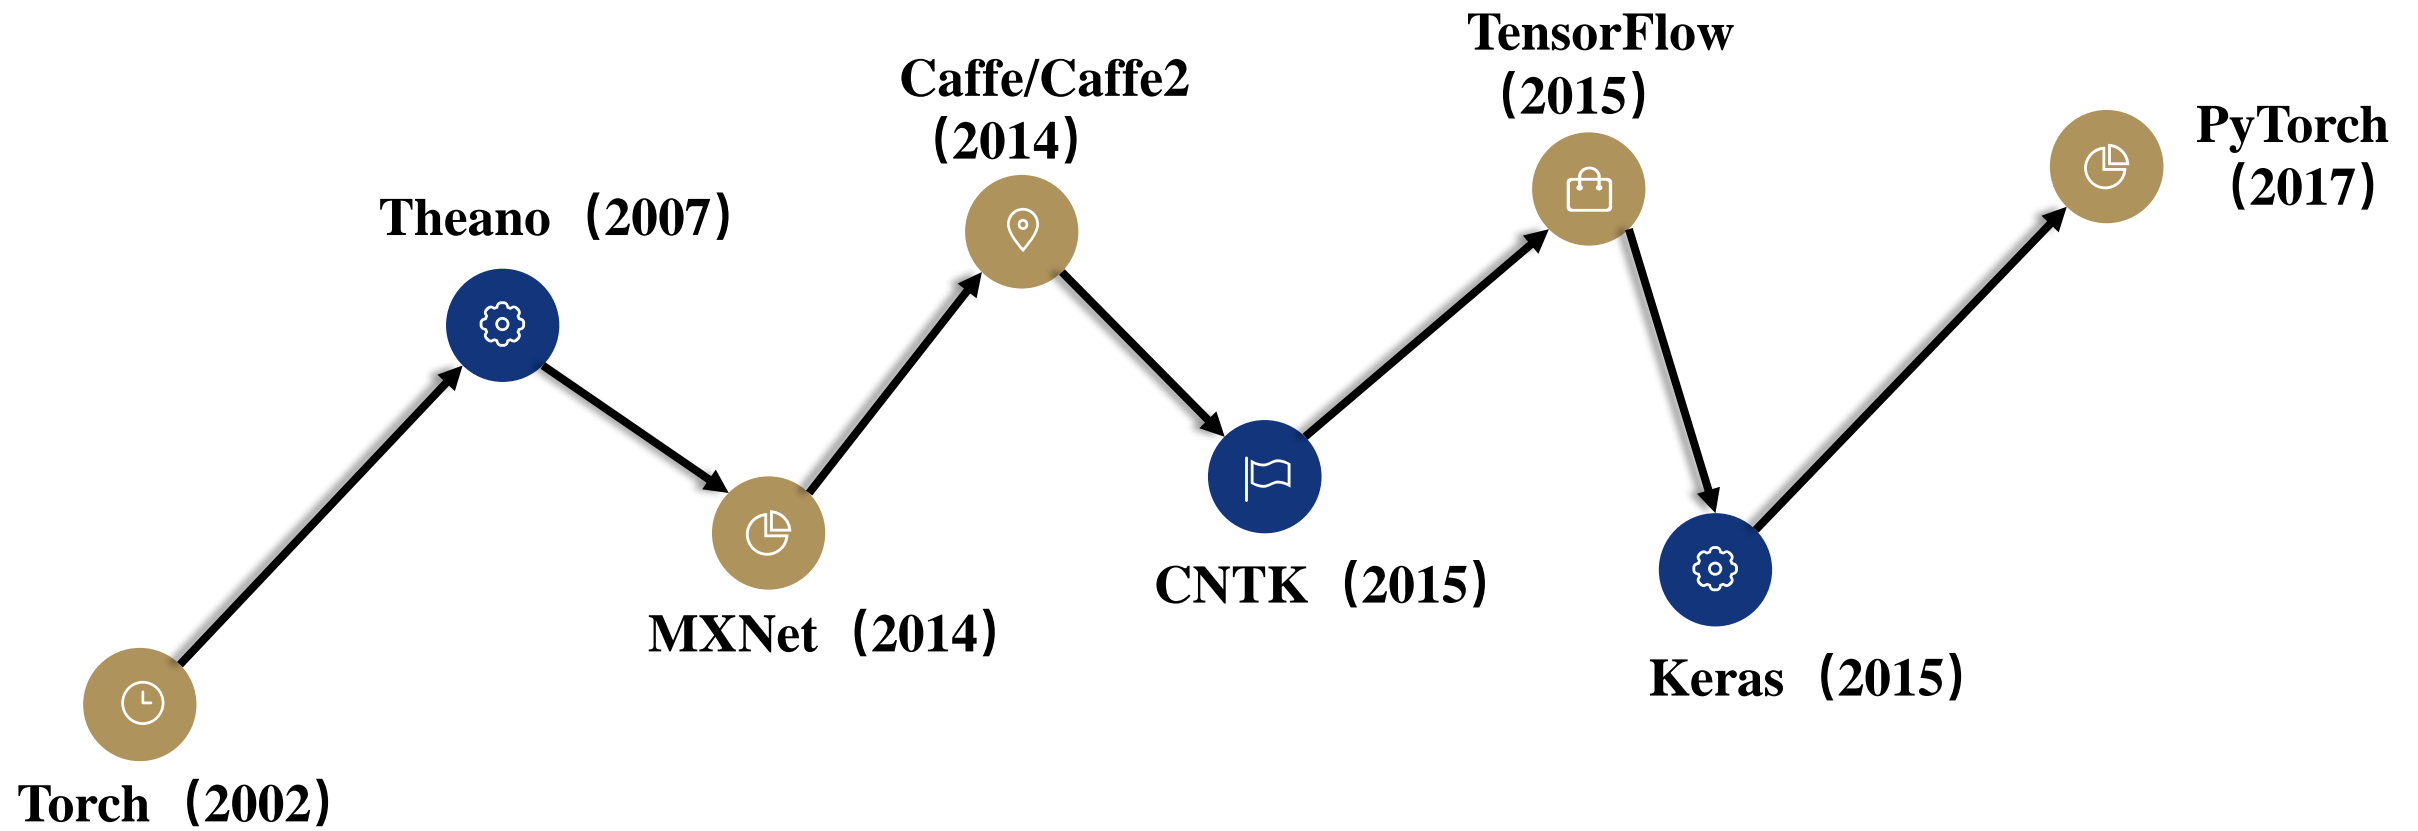 Torch（2002）
Theano（2007）
MXNet（2014）
Caffe/Caffe2
（2014）
CNTK（2015）
TensorFlow
（2015）
Keras（2015）
PyTorch
（2017）